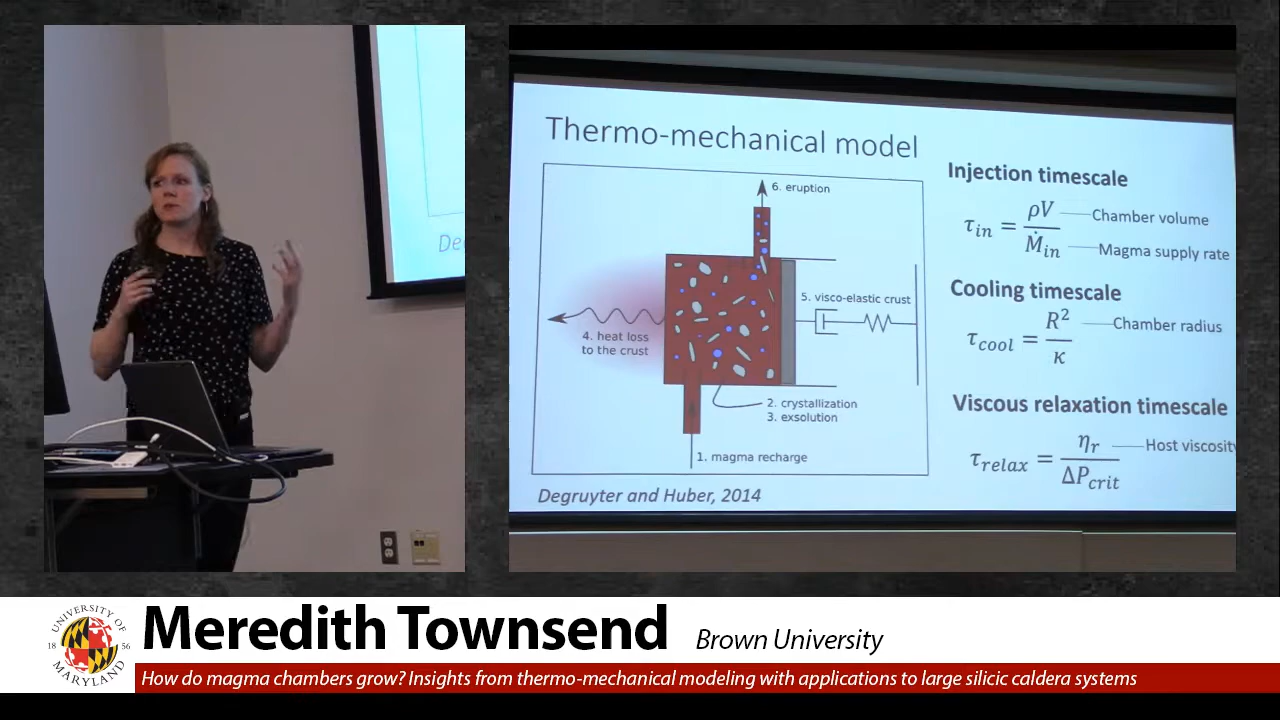 De
Thermo-mechanical model
6. eruption
5. visco-elastic crust
4. heat loss
to the crust
2. crystallization
3. exsolution
1. magma recharge
Degruyter and Huber, 2014
Injection timescale
τ_in = ρV / Ṁ_in
Chamber volume
Magma supply rate
Cooling timescale
τ_cool = R² / κ
Chamber radius
Viscous relaxation timescale
τ_relax = η_r / ΔP_crit
Host viscosity
UNIVERSITY OF
18 56
MARYLAND
Meredith Townsend Brown University
How do magma chambers grow? Insights from thermo-mechanical modeling with applications to large silicic caldera systems